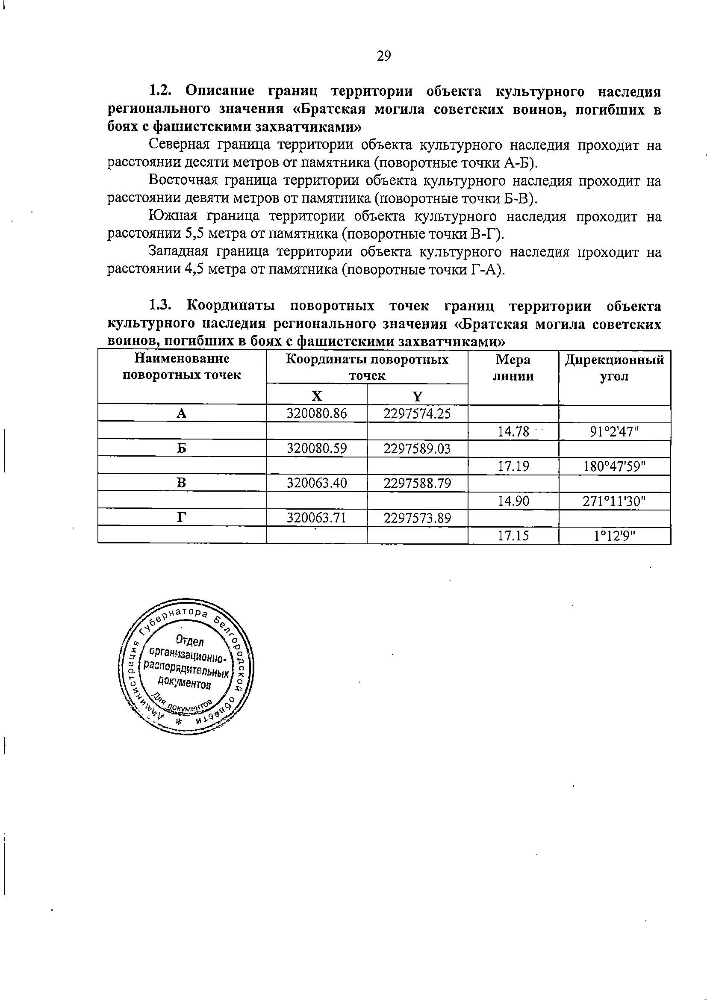 29
1.2. Описание границ территории объекта культурного наследия
регионального значения «Братская могила советских воинов, погибших в
боях с фашистскими захватчиками»
Северная граница территории объекта культурного наследия проходит на
расстоянии десяти метров от памятника (поворотные точки А-Б).
Восточная граница территории объекта культурного наследия проходит на
расстоянии девяти метров от памятника (поворотные точки Б-В).
Южная граница территории объекта культурного наследия проходит на
расстоянии 5,5 метра от памятника (поворотные точки В-Г).
Западная граница территории объекта культурного наследия проходит на
расстоянии 4,5 метра от памятника (поворотные точки Г-А).
1.3. Координаты поворотных точек границ территории объекта
культурного наследия регионального значения «Братская могила советских
воинов, погибших в боях с фашистскими захватчиками»
Наименование поворотных точек Координаты поворотных точек Мера линии Дирекционный угол
X Y
А 320080.86 2297574.25
14.78 91°2'47"
Б 320080.59 2297589.03
17.19 180°47'59"
В 320063.40 2297588.79
14.90 271°11'30"
Г 320063.71 2297573.89
17.15 1°12'9"
Администрация Губернатора Белгородской области *
Отдел
организационно-
распорядительных
документов
Для документов